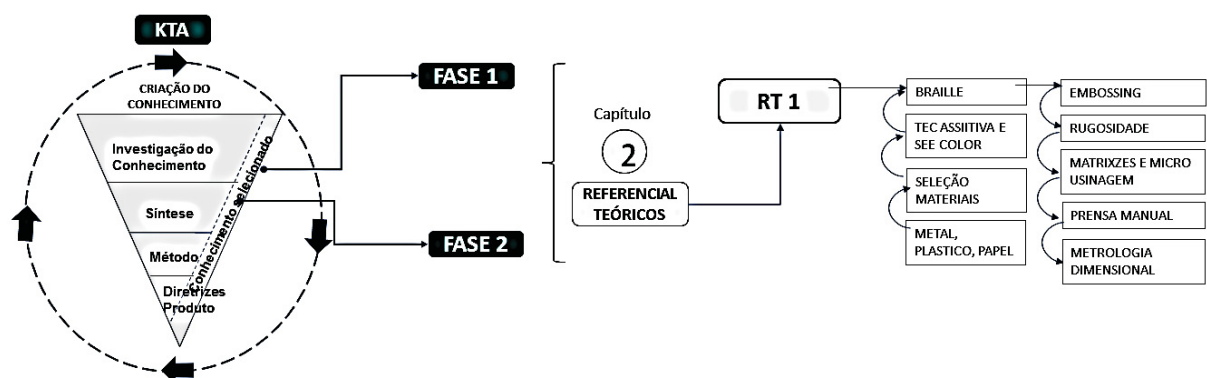 KTA
CRIAÇÃO DO
CONHECIMENTO
Investigação do
Conhecimento
Síntese
Método
Diretrizes
Produto
Conhecimento selecionado
FASE 1
FASE 2
Capítulo
2
REFERENCIAL
TEÓRICOS
RT 1
BRAILLE
TEC ASSIITIVA E
SEE COLOR
SELEÇÃO
MATERIAIS
METAL,
PLASTICO, PAPEL
EMBOSSING
RUGOSIDADE
MATRIXZES E MICRO
USINAGEM
PRENSA MANUAL
METROLOGIA
DIMENSIONAL